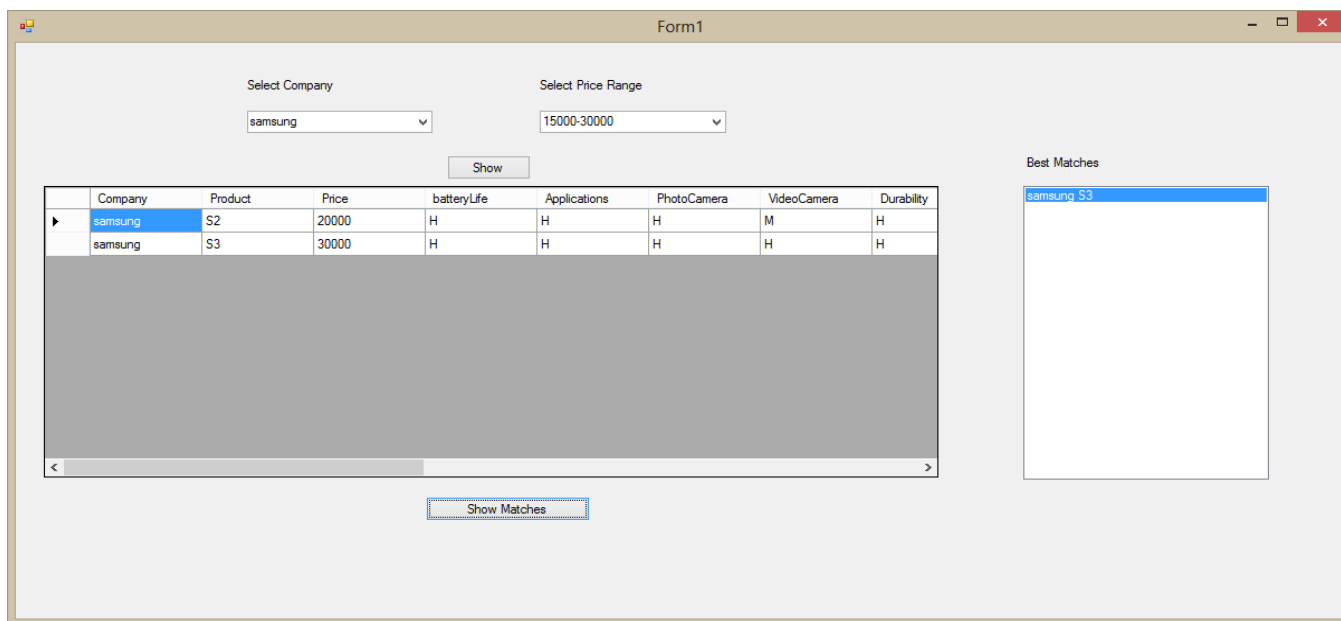 Form1
Select Company Select Price Range
samsung 15000-30000
Show
Best Matches
Company Product Price batteryLife Applications PhotoCamera VideoCamera Durability
samsung S2 20000 H H H M H
samsung S3 30000 H H H H H
samsung S3
Show Matches